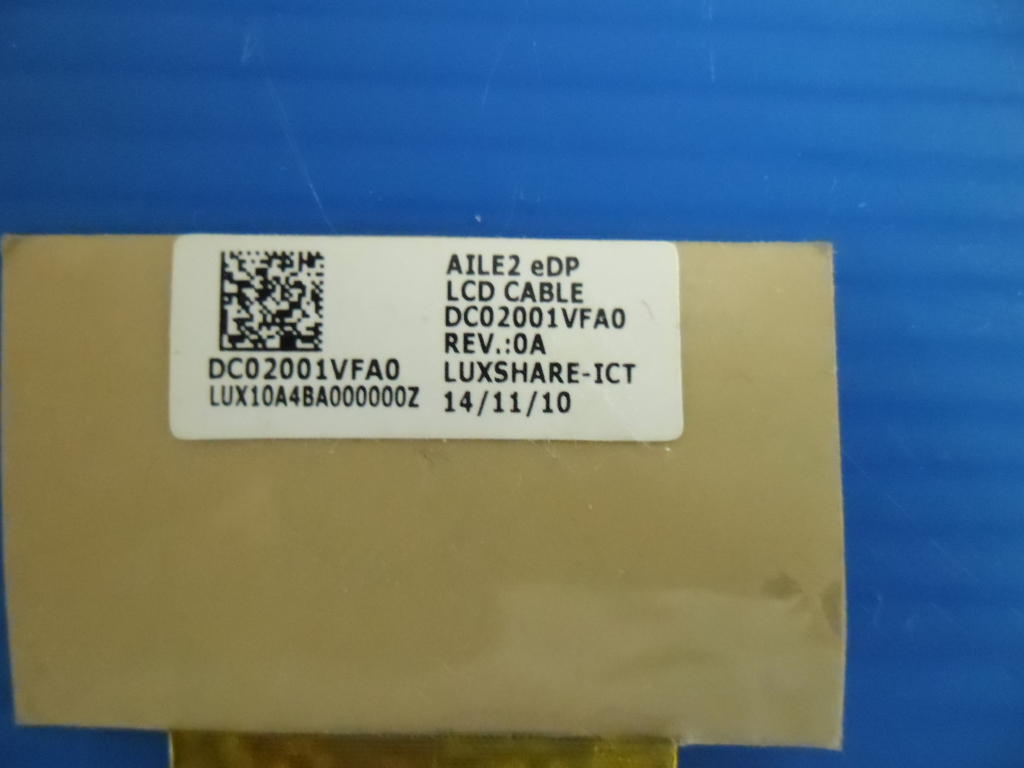 DC02001VFA0
LUX10A4BA000000Z
AILE2 eDP
LCD CABLE
DC02001VFA0
REV.:0A
LUXSHARE-ICT
14/11/10